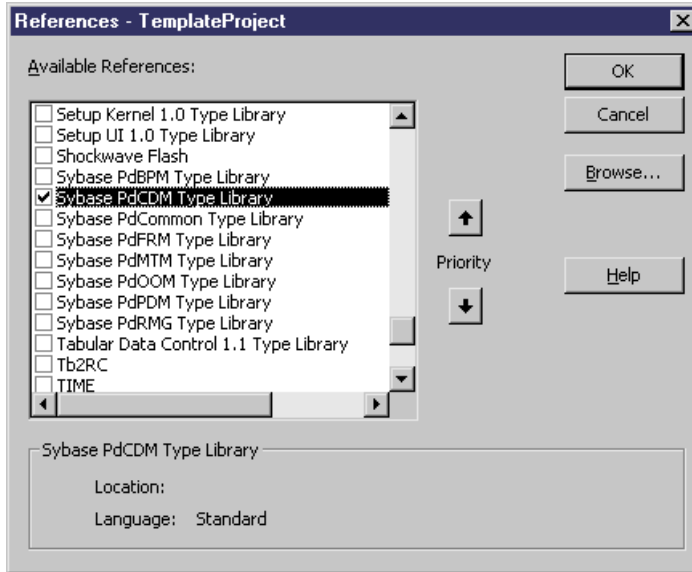 References - TemplateProject
Available References:
OK
Setup Kernel 1.0 Type Library
Cancel
Setup UI 1.0 Type Library
Shockwave Flash
Sybase PdBPM Type Library
Browse...
Sybase PdCDM Type Library
Sybase PdCommon Type Library
Sybase PdFRM Type Library
Sybase PdMTM Type Library
Priority
Sybase PdOOM Type Library
Help
Sybase PdPDM Type Library
Sybase PdRMG Type Library
Tabular Data Control 1.1 Type Library
Tb2RC
TIME
Sybase PdCDM Type Library
Location:
Language: Standard